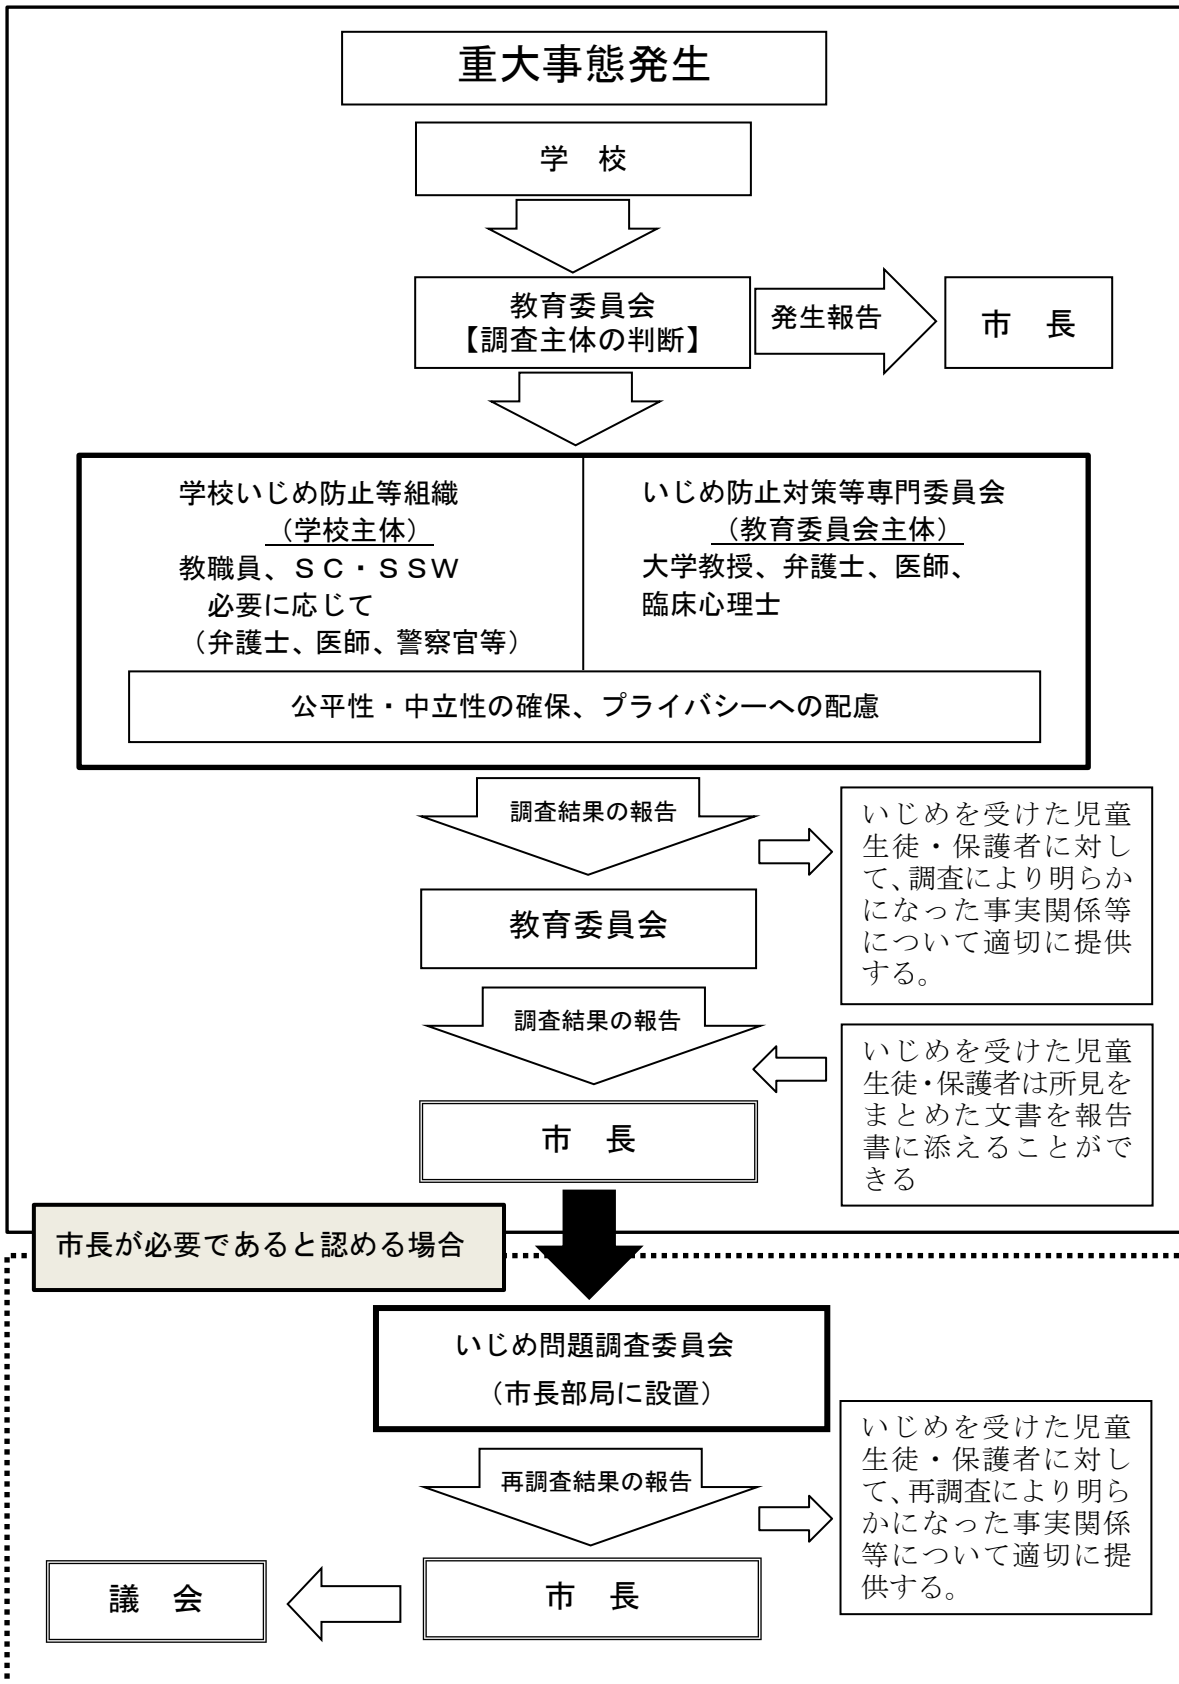 重大事態発生
学　校
教育委員会
【調査主体の判断】
発生報告
市　長
学校いじめ防止等組織
（学校主体）
教職員、ＳＣ・ＳＳＷ
必要に応じて
（弁護士、医師、警察官等）
いじめ防止対策等専門委員会
（教育委員会主体）
大学教授、弁護士、医師、
臨床心理士
公平性・中立性の確保、プライバシーへの配慮
調査結果の報告
いじめを受けた児童
生徒・保護者に対し
て、調査により明らか
になった事実関係等
について適切に提供
する。
教育委員会
調査結果の報告
いじめを受けた児童
生徒・保護者は所見を
まとめた文書を報告
書に添えることがで
きる
市　長
市長が必要であると認める場合
いじめ問題調査委員会
（市長部局に設置）
再調査結果の報告
いじめを受けた児童
生徒・保護者に対し
て、再調査により明ら
かになった事実関係
等について適切に提
供する。
議　会
市　長